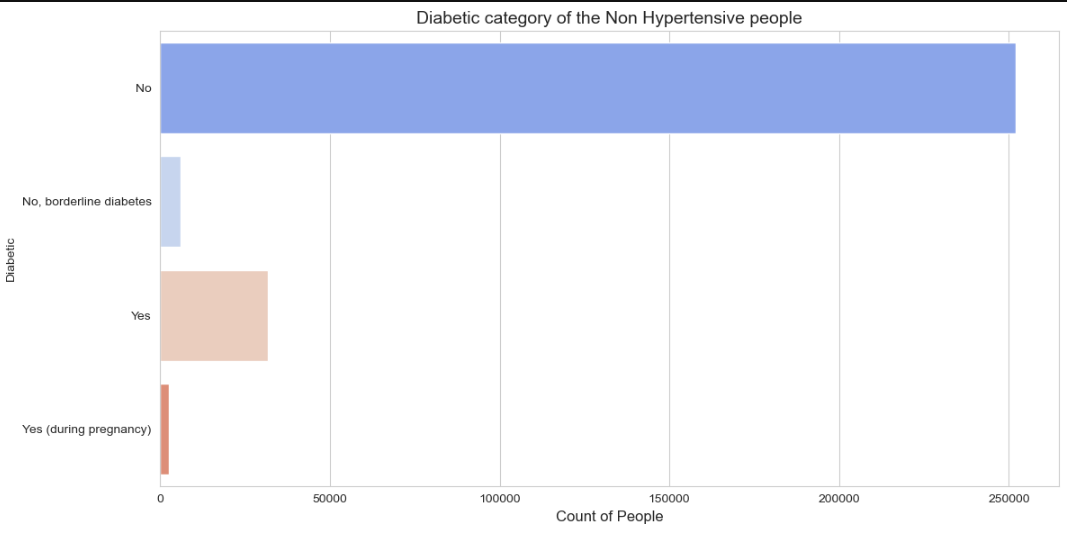 Diabetic category of the Non Hypertensive people
No
No, borderline diabetes
Diabetic
Yes
Yes (during pregnancy)
0 50000 100000 150000 200000 250000
Count of People